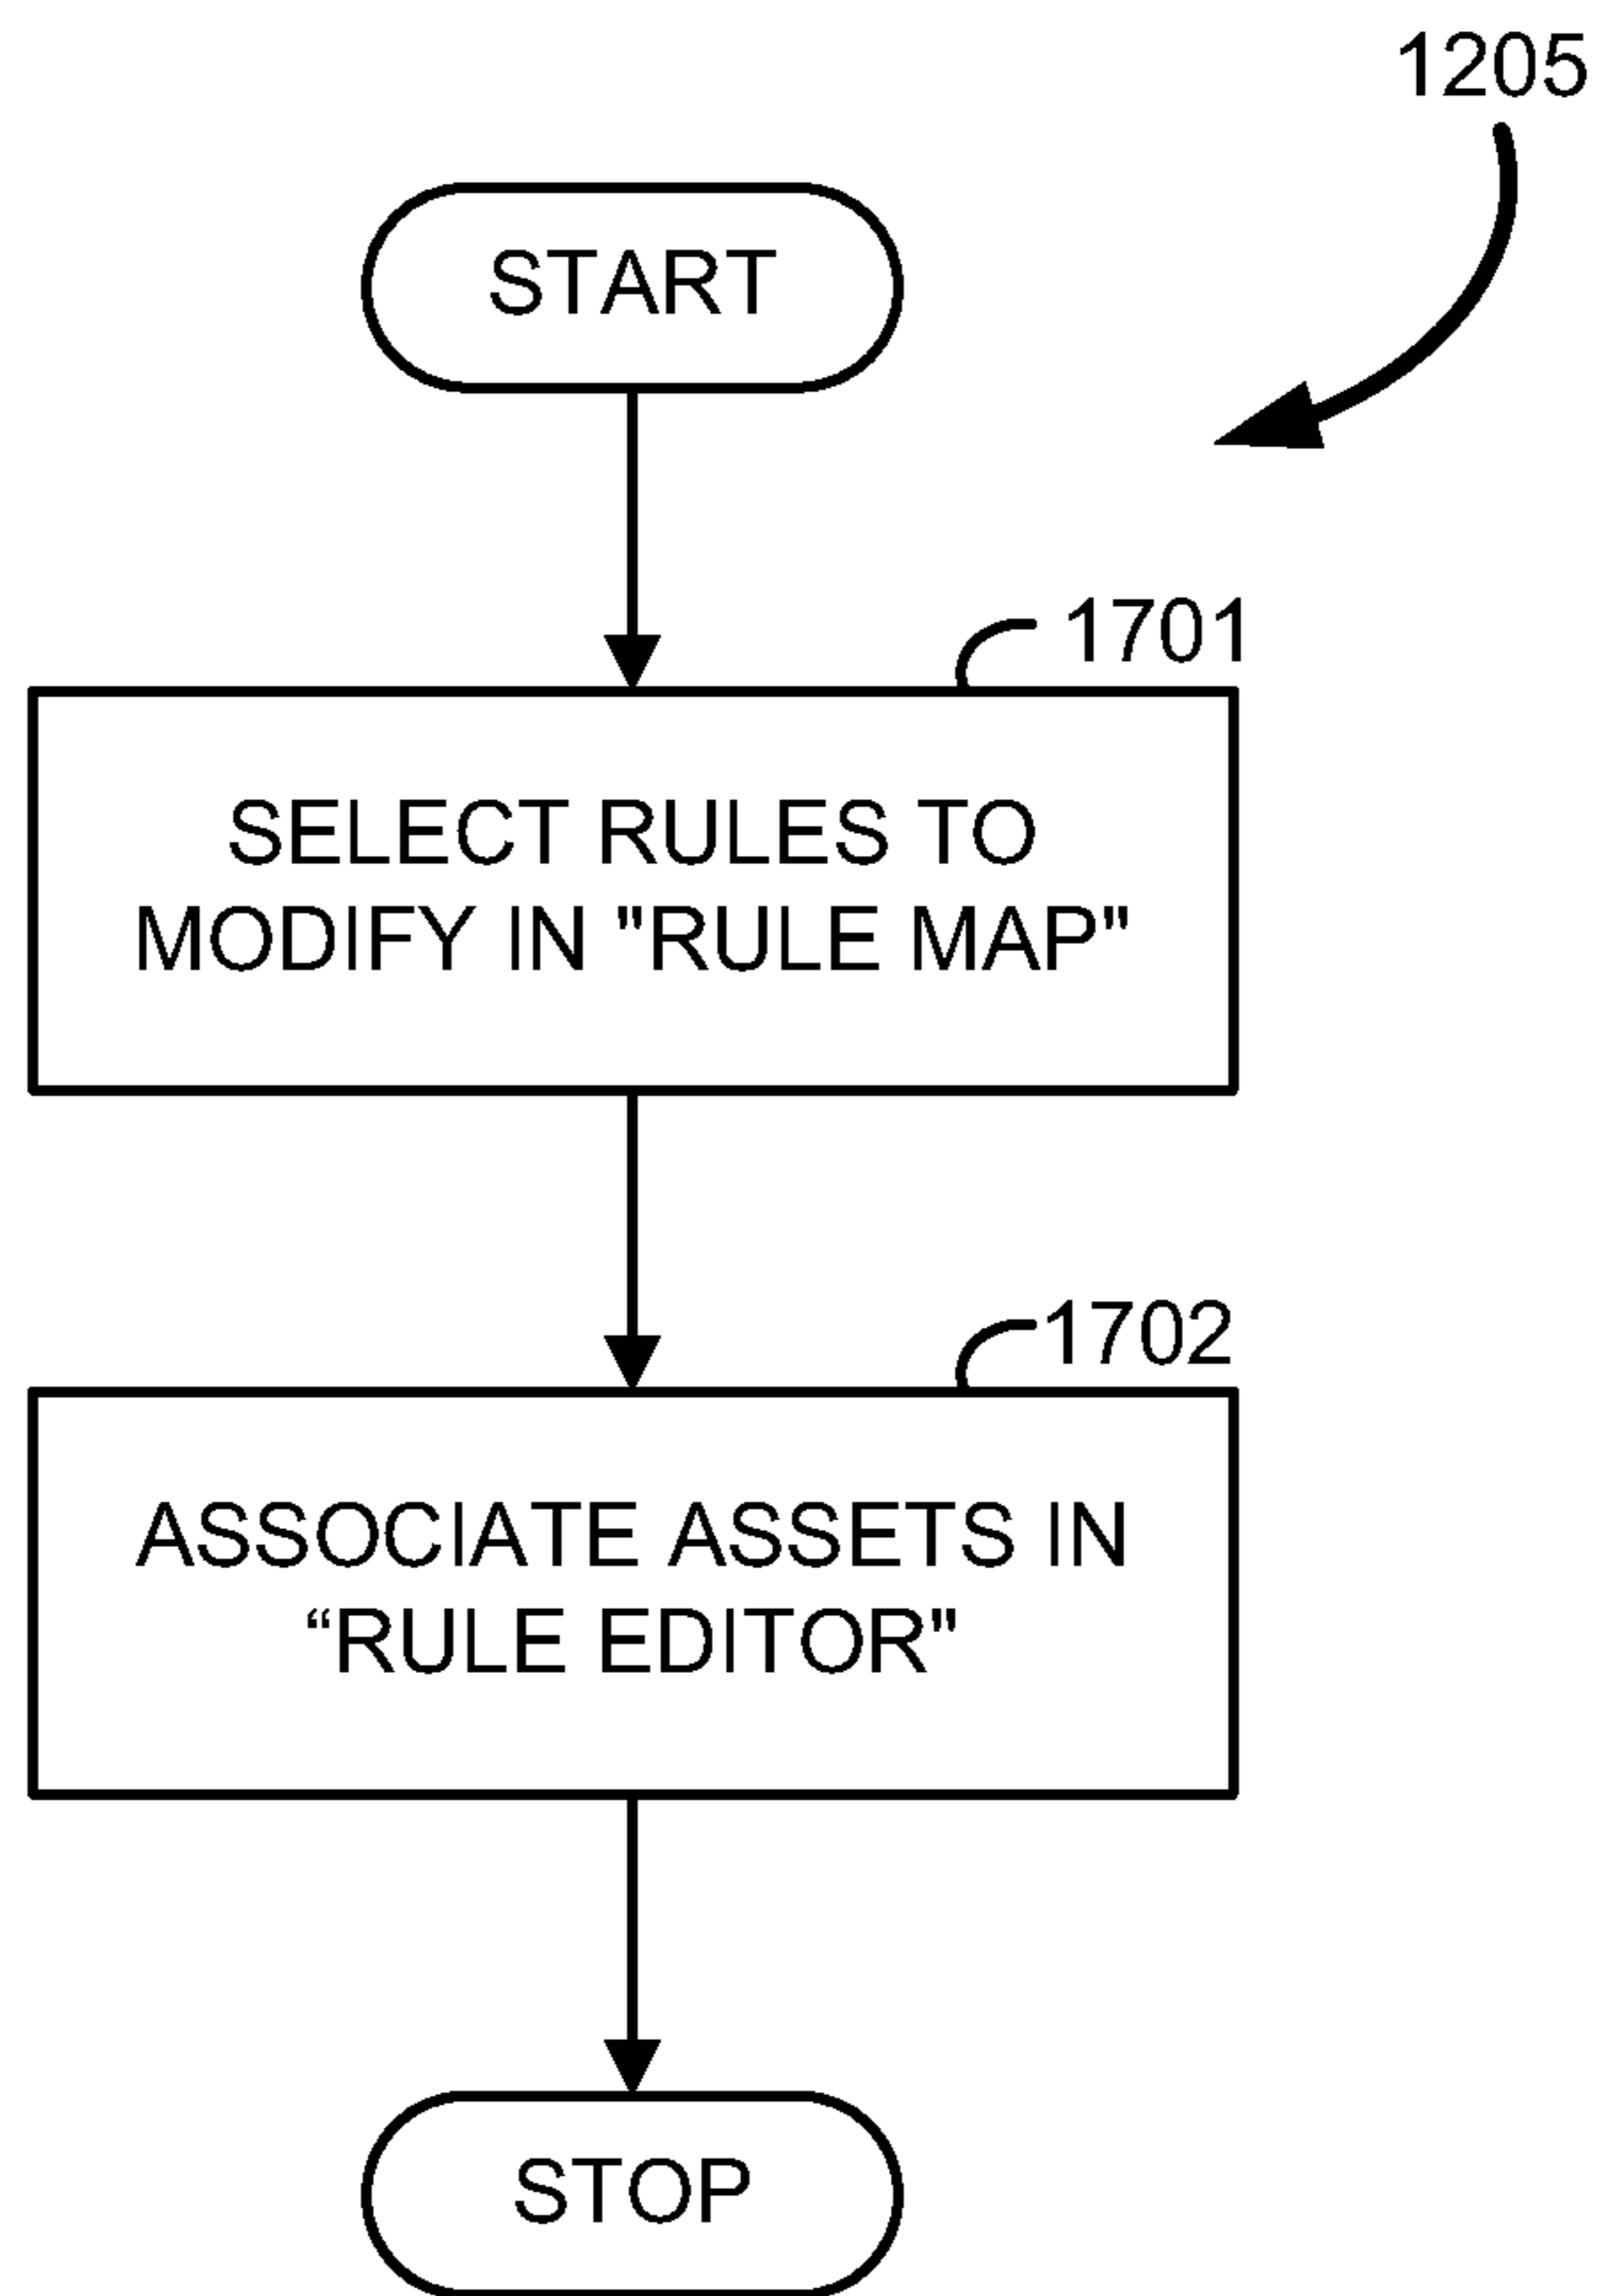 1205
START
1701
SELECT RULES TO
MODIFY IN "RULE MAP"
1702
ASSOCIATE ASSETS IN
“RULE EDITOR"
STOP